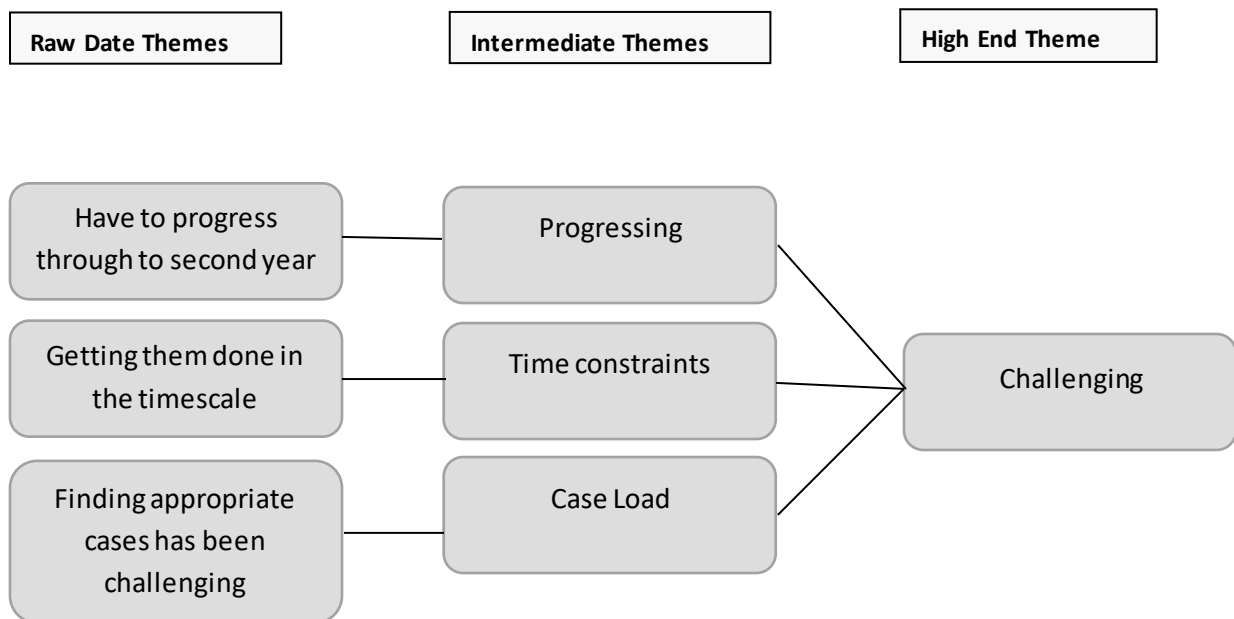 Raw Date Themes
Intermediate Themes
High End Theme
Have to progress
through to second year
Progressing
Getting them done in
the timescale
Time constraints
Challenging
Finding appropriate
cases has been
challenging
Case Load